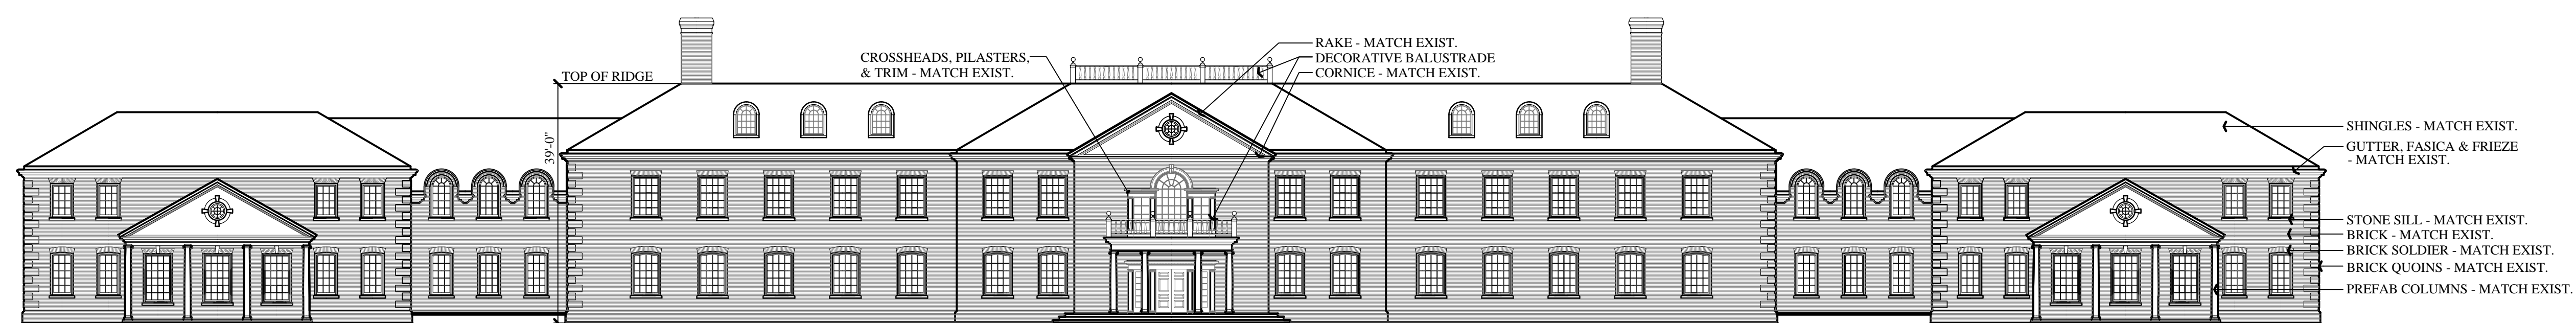 TOP OF RIDGE
39'-0"
CROSSHEADS, PILASTERS,
& TRIM - MATCH EXIST.
RAKE - MATCH EXIST.
DECORATIVE BALUSTRADE
CORNICE - MATCH EXIST.
SHINGLES - MATCH EXIST.
GUTTER, FASICA & FRIEZE
- MATCH EXIST.
STONE SILL - MATCH EXIST.
BRICK - MATCH EXIST.
BRICK SOLDIER - MATCH EXIST.
BRICK QUOINS - MATCH EXIST.
PREFAB COLUMNS - MATCH EXIST.